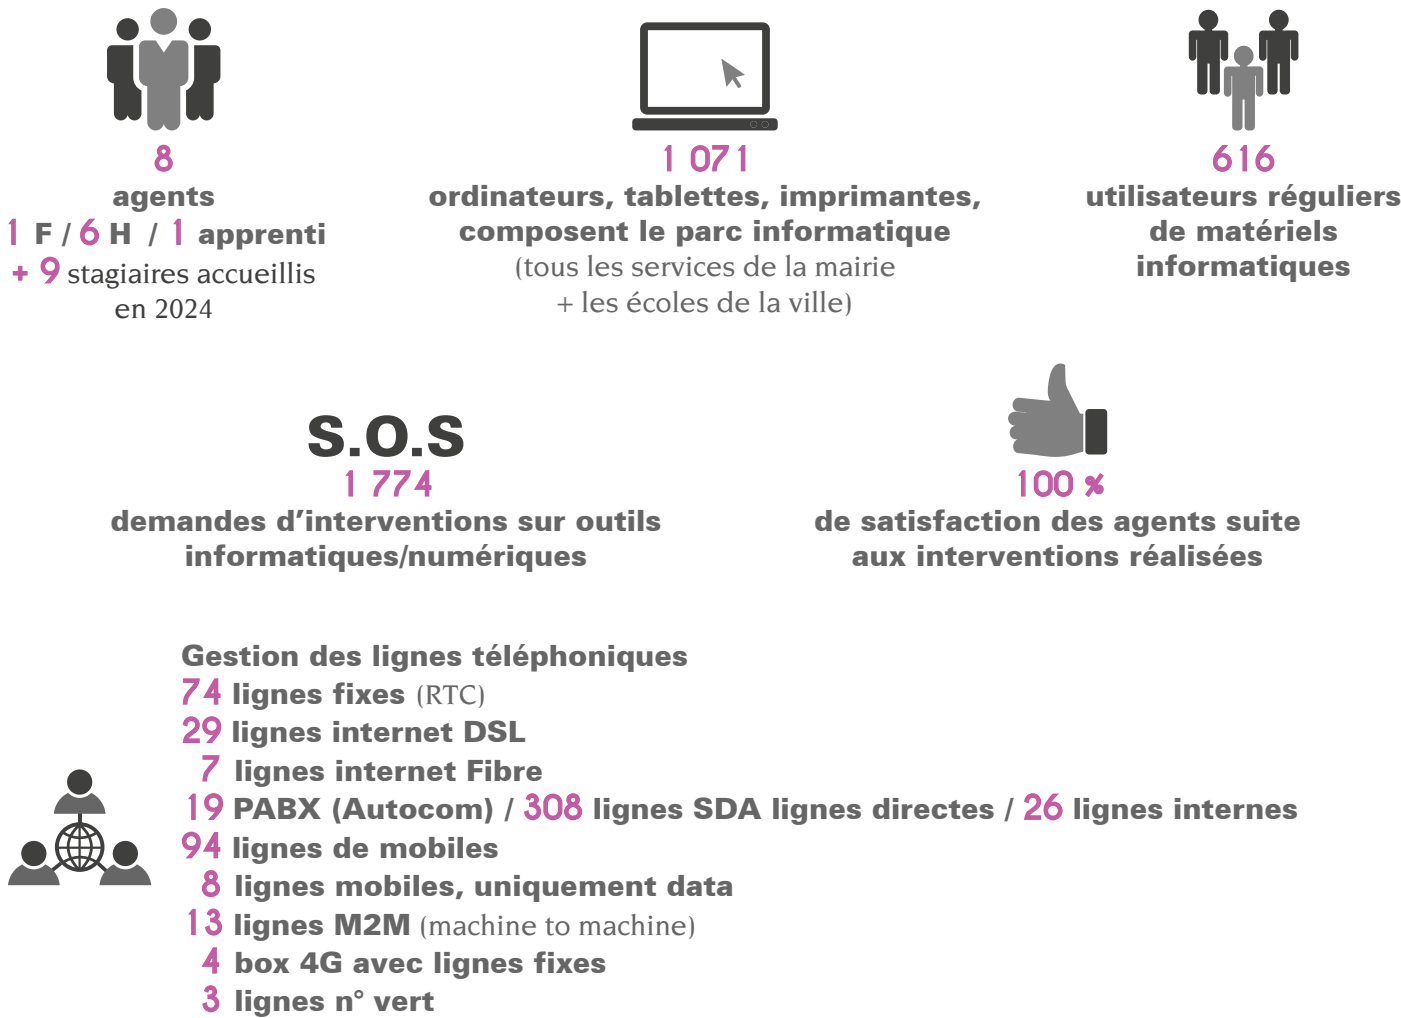 8
agents
1 F / 6 H / 1 apprenti
+ 9 stagiaires accueillis
en 2024
1 071
ordinateurs, tablettes, imprimantes,
composent le parc informatique
(tous les services de la mairie
+ les écoles de la ville)
616
utilisateurs réguliers
de matériels
informatiques
S.O.S
1 774
demandes d’interventions sur outils
informatiques/numériques
100 %
de satisfaction des agents suite
aux interventions réalisées
Gestion des lignes téléphoniques
74 lignes fixes (RTC)
29 lignes internet DSL
7 lignes internet Fibre
19 PABX (Autocom) / 308 lignes SDA lignes directes / 26 lignes internes
94 lignes de mobiles
8 lignes mobiles, uniquement data
13 lignes M2M (machine to machine)
4 box 4G avec lignes fixes
3 lignes n° vert